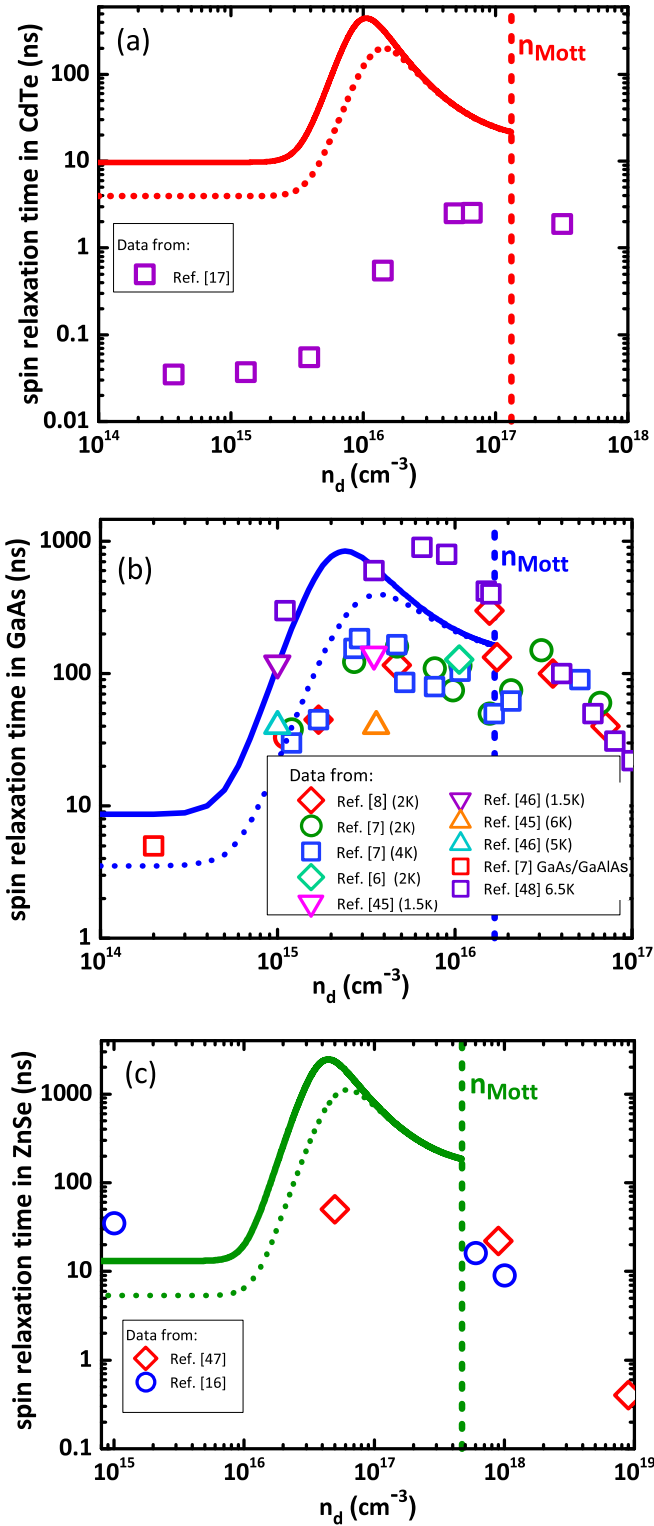 (a)
n_Mott
spin relaxation time in CdTe (ns)
100
10
1
0.1
0.01
Data from:
Ref. [17]
10^14 10^15 10^16 10^17 10^18
n_d (cm^−3)
(b)
n_Mott
spin relaxation time in GaAs (ns)
1000
100
10
1
Data from:
Ref. [8] (2K)
Ref. [7] (2K)
Ref. [7] (4K)
Ref. [6] (2K)
Ref. [45] (1.5K)
Ref. [46] (1.5K)
Ref. [45] (6K)
Ref. [46] (5K)
Ref. [7] GaAs/GaAlAs
Ref. [48] 6.5K
10^14 10^15 10^16 10^17
n_d (cm^−3)
(c)
n_Mott
spin relaxation time in ZnSe (ns)
1000
100
10
1
0.1
Data from:
Ref. [47]
Ref. [16]
10^15 10^16 10^17 10^18 10^19
n_d (cm^−3)